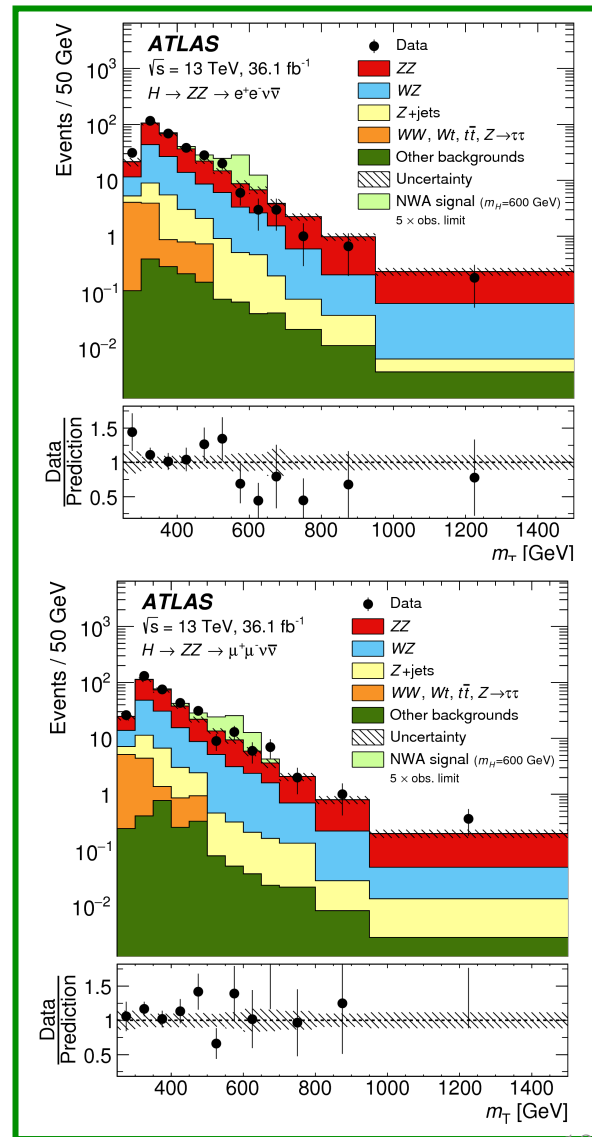 ATLAS
√s = 13 TeV, 36.1 fb⁻¹
H → ZZ → e⁺e⁻νν̄
Data
ZZ
WZ
Z+jets
WW, Wt, tt̄, Z→ττ
Other backgrounds
Uncertainty
NWA signal (m_H=600 GeV)
5 × obs. limit
Events / 50 GeV
10³
10²
10
1
10⁻¹
10⁻²
Data
Prediction
1.5
1
0.5
400 600 800 1000 1200 1400
m_T [GeV]
ATLAS
√s = 13 TeV, 36.1 fb⁻¹
H → ZZ → μ⁺μ⁻νν̄
Data
ZZ
WZ
Z+jets
WW, Wt, tt̄, Z→ττ
Other backgrounds
Uncertainty
NWA signal (m_H=600 GeV)
5 × obs. limit
Events / 50 GeV
10³
10²
10
1
10⁻¹
10⁻²
Data
Prediction
1.5
1
0.5
400 600 800 1000 1200 1400
m_T [GeV]